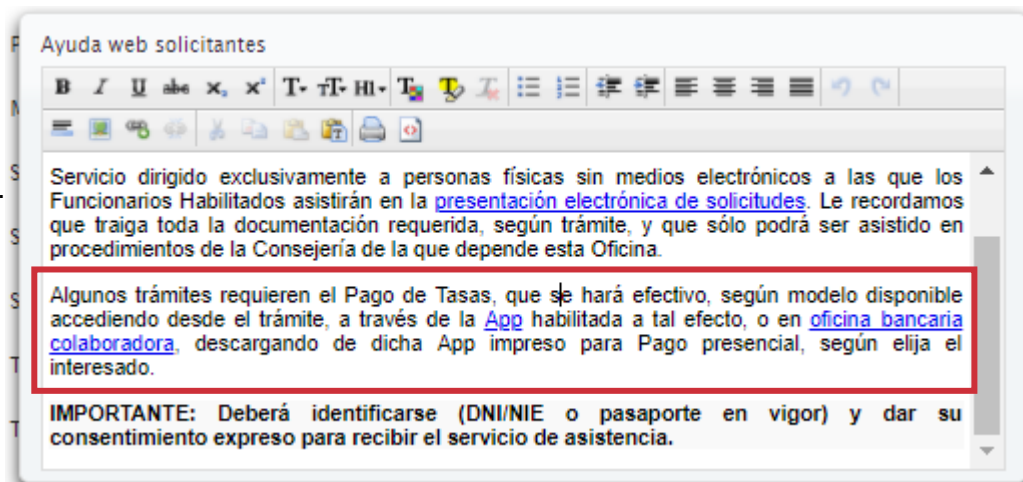 Ayuda web solicitantes
Servicio dirigido exclusivamente a personas físicas sin medios electrónicos a las que los
Funcionarios Habilitados asistirán en la presentación electrónica de solicitudes. Le recordamos
que traiga toda la documentación requerida, según trámite, y que sólo podrá ser asistido en
procedimientos de la Consejería de la que depende esta Oficina.
Algunos trámites requieren el Pago de Tasas, que se hará efectivo, según modelo disponible
accediendo desde el trámite, a través de la App habilitada a tal efecto, o en oficina bancaria
colaboradora, descargando de dicha App impreso para Pago presencial, según elija el
interesado.
IMPORTANTE: Deberá identificarse (DNI/NIE o pasaporte en vigor) y dar su
consentimiento expreso para recibir el servicio de asistencia.